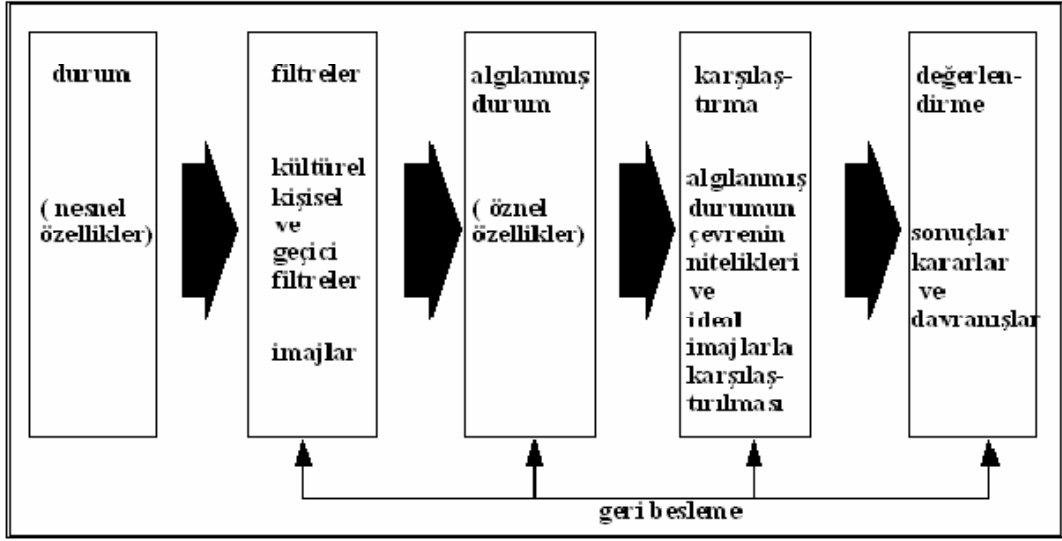 durum
( nesnel
özellikler)
filtreler
kültürel
kişisel
ve
geçici
filtreler
imajlar
algılanmış
durum
( öznel
özellikler)
karşılaş-
tırma
algılanmış
durumun
çevrenin
nitelikleri
ve
ideal
imajlarla
karşılaş-
tırılması
değerlen-
dirme
sonuçlar
kararlar
ve
davranışlar
geri besleme